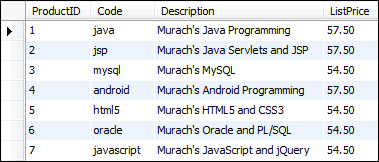 ProductID Code Description ListPrice
1 java Murach's Java Programming 57.50
2 jsp Murach's Java Servlets and JSP 57.50
3 mysql Murach's MySQL 54.50
4 android Murach's Android Programming 57.50
5 html5 Murach's HTML5 and CSS3 54.50
6 oracle Murach's Oracle and PL/SQL 54.50
7 javascript Murach's JavaScript and jQuery 54.50